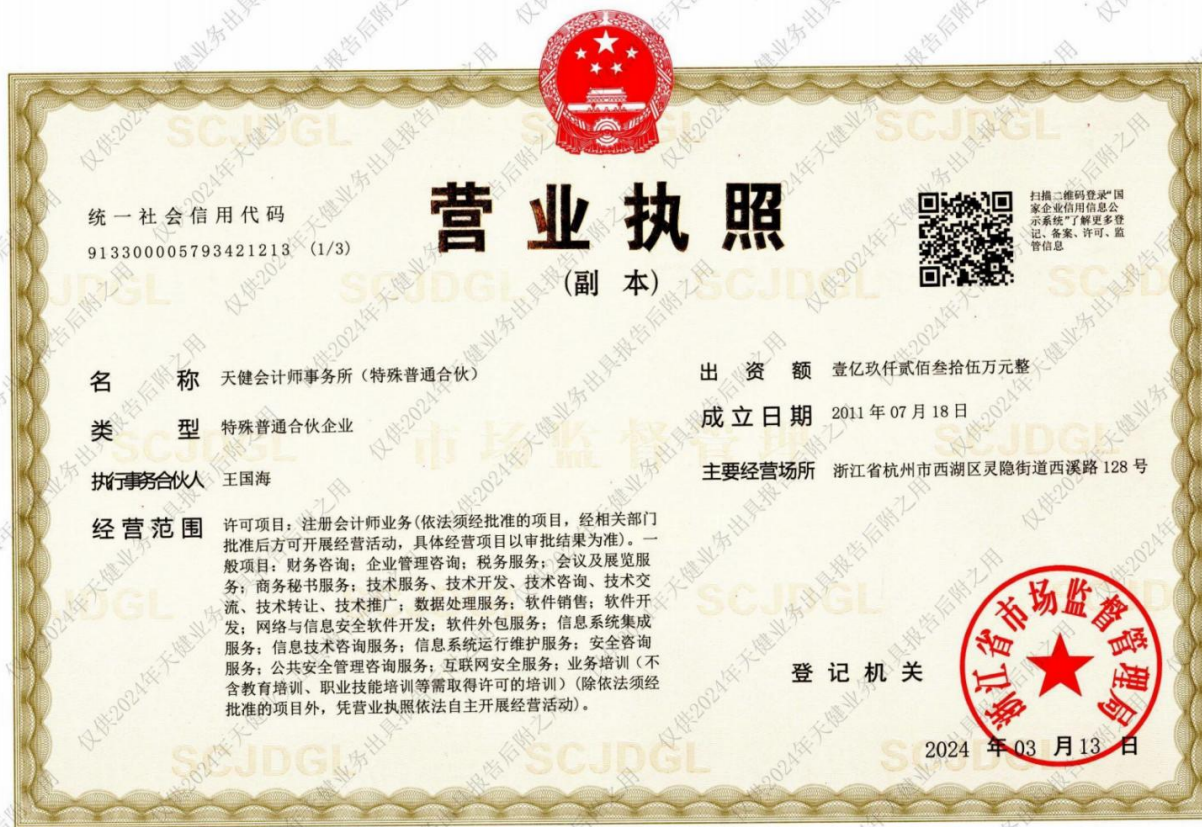 营业执照
(副 本)
统一社会信用代码
913300005793421213 (1/3)
扫描二维码登录“国
家企业信用信息公
示系统”了解更多登
记、备案、许可、监
管信息
名 称 天健会计师事务所（特殊普通合伙）
类 型 特殊普通合伙企业
执行事务合伙人 王国海
经营范围 许可项目：注册会计师业务(依法须经批准的项目，经相关部门
批准后方可开展经营活动，具体经营项目以审批结果为准)。一
般项目：财务咨询；企业管理咨询；税务服务；会议及展览服
务；商务秘书服务；技术服务、技术开发、技术咨询、技术交
流、技术转让、技术推广；数据处理服务；软件销售；软件开
发；网络与信息安全软件开发；软件外包服务；信息系统集成
服务；信息技术咨询服务；信息系统运行维护服务；安全咨询
服务；公共安全管理咨询服务；互联网安全服务；业务培训（不
含教育培训、职业技能培训等需取得许可的培训）(除依法须经
批准的项目外，凭营业执照依法自主开展经营活动)。
出 资 额 壹亿玖仟贰佰叁拾伍万元整
成立日期 2011年07月18日
主要经营场所 浙江省杭州市西湖区灵隐街道西溪路128号
登记机关
浙江省市场监督管理局
2024 年 03 月 13 日
SCJDGL
市场监督管理
仅供2024年天健业务出具报告后附之用